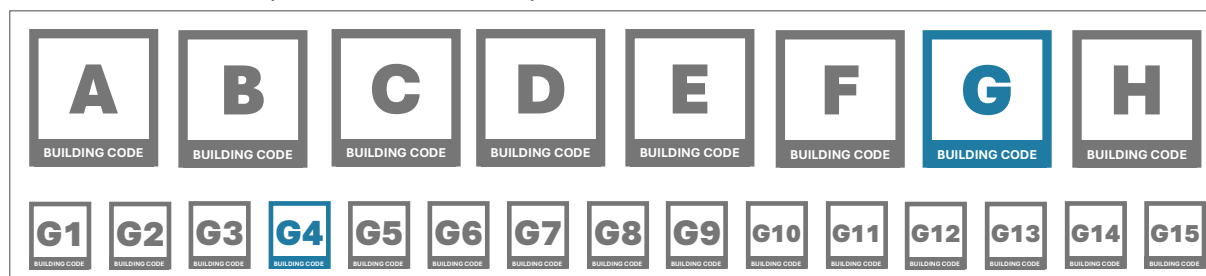 A B C D E F G H
BUILDING CODE BUILDING CODE BUILDING CODE BUILDING CODE BUILDING CODE BUILDING CODE BUILDING CODE BUILDING CODE
G1 G2 G3 G4 G5 G6 G7 G8 G9 G10 G11 G12 G13 G14 G15
BUILDING CODE BUILDING CODE BUILDING CODE BUILDING CODE BUILDING CODE BUILDING CODE BUILDING CODE BUILDING CODE BUILDING CODE BUILDING CODE BUILDING CODE BUILDING CODE BUILDING CODE BUILDING CODE BUILDING CODE